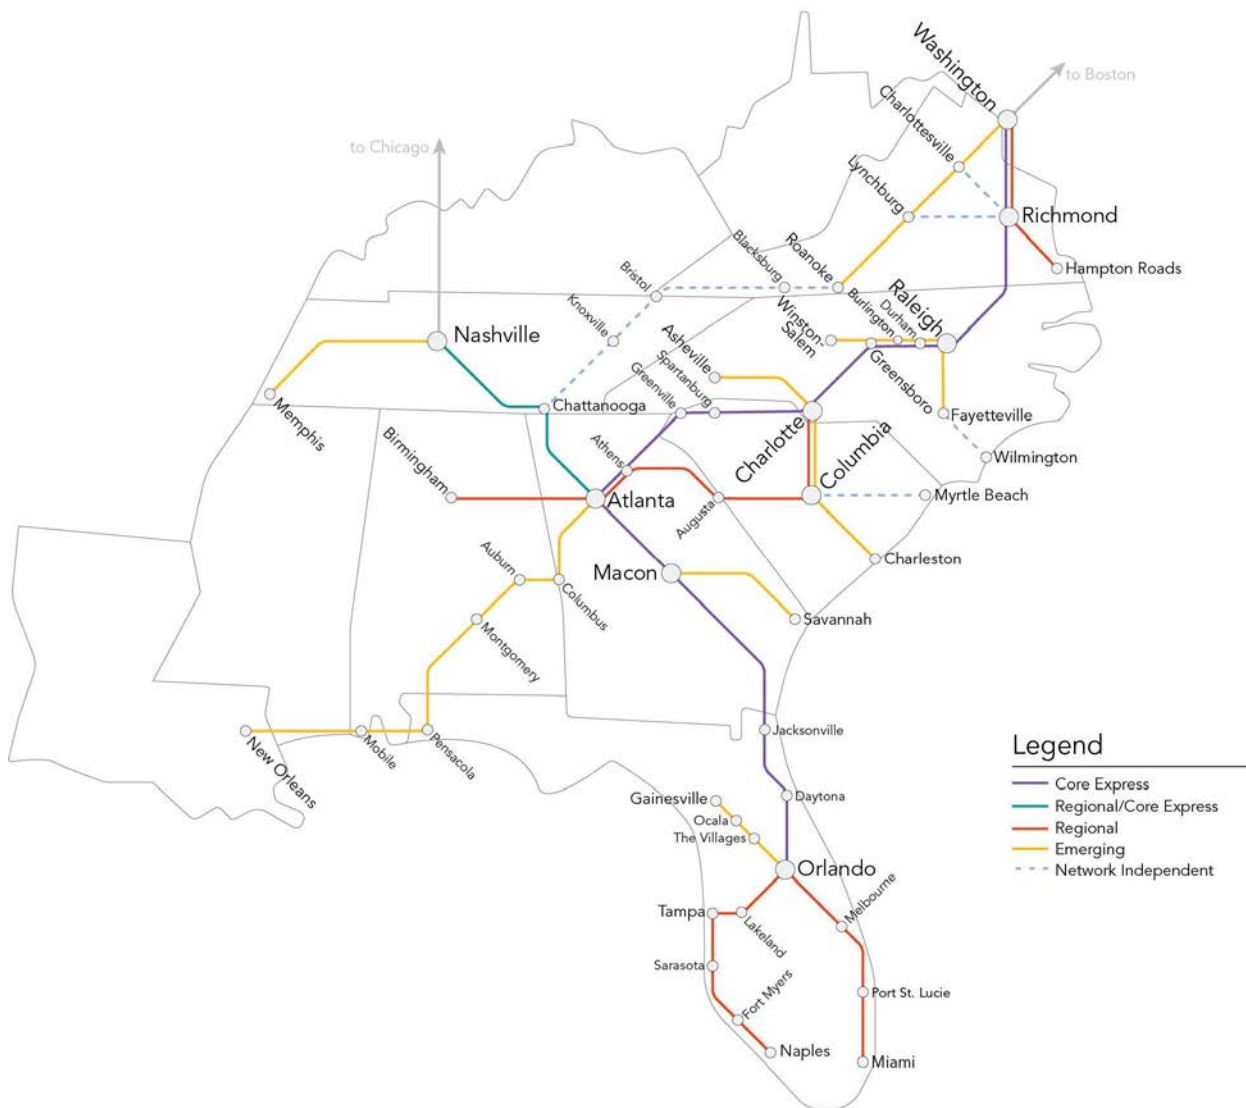 Washington
to Boston
Charlottesville
to Chicago
Lynchburg
Richmond
Blacksburg
Roanoke
Bristol
Hampton Roads
Burlington
Durham
Raleigh
Knoxville
Winston-
Salem
Nashville
Asheville
Spartanburg
Greenville
Greensboro
Memphis
Chattanooga
Fayetteville
Charlotte
Columbia
Wilmington
Birmingham
Athens
Atlanta
Augusta
Myrtle Beach
Auburn
Columbus
Macon
Charleston
Savannah
Montgomery
New Orleans
Mobile
Pensacola
Jacksonville
Gainesville
Daytona
Ocala
The Villages
Orlando
Tampa
Lakeland
Melbourne
Sarasota
Fort Myers
Port St. Lucie
Naples
Miami
Legend
Core Express
Regional/Core Express
Regional
Emerging
Network Independent